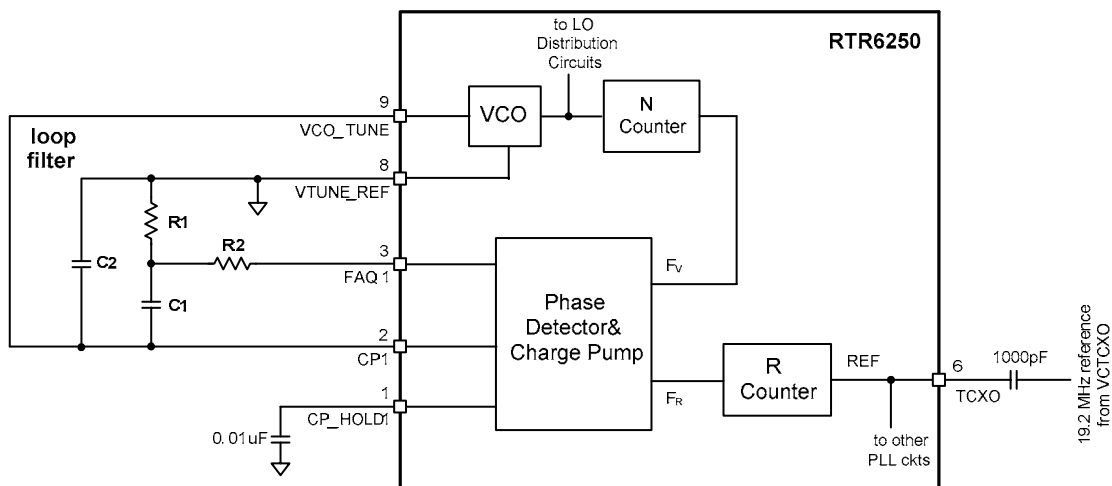 to LO
Distribution
Circuits
RTR6250
loop
filter
9
VCO_TUNE
VCO
N
Counter
8
VTUNE_REF
R1
R2
C2
C1
3
FAQ 1
Phase
Detector&
Charge Pump
FV
2
CP1
1
CP_HOLD1
0.01uF
FR
R
Counter
REF
6
TCXO
1000pF
19.2 MHz reference
from VCTCXO
to other
PLL ckts